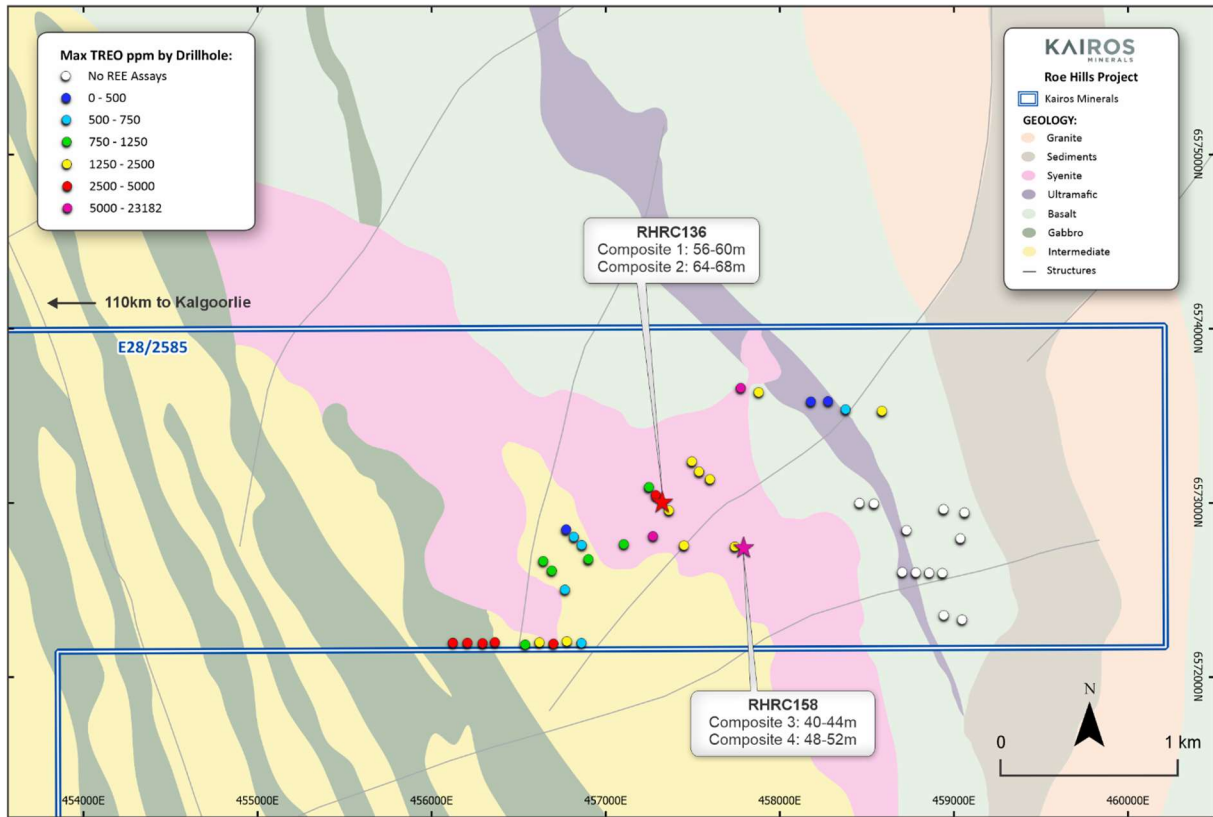 Max TREO ppm by Drillhole:
No REE Assays
0 - 500
500 - 750
750 - 1250
1250 - 2500
2500 - 5000
5000 - 23182
KAIROS
MINERALS
Roe Hills Project
Kairos Minerals
GEOLOGY:
Granite
Sediments
Syenite
Ultramafic
Basalt
Gabbro
Intermediate
Structures
6575000N
RHRC136
Composite 1: 56-60m
Composite 2: 64-68m
110km to Kalgoorlie
E28/2585
6574000N
6573000N
6572000N
RHRC158
Composite 3: 40-44m
Composite 4: 48-52m
N
0 1 km
454000E 455000E 456000E 457000E 458000E 459000E 460000E